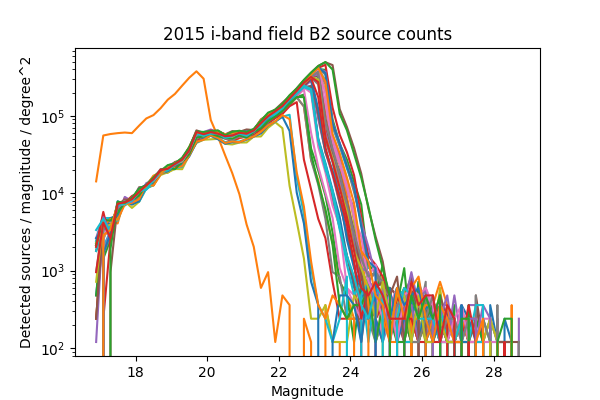 2015 i-band field B2 source counts
Detected sources / magnitude / degree^2
10^5
10^4
10^3
10^2
18 20 22 24 26 28
Magnitude